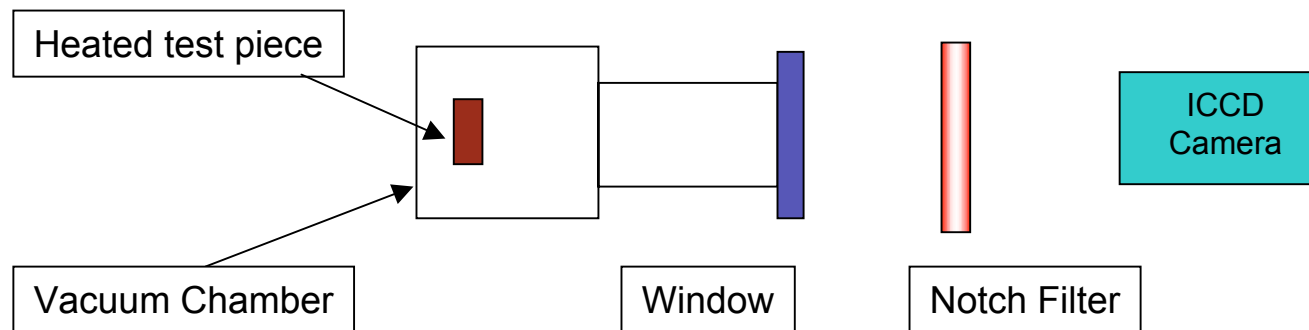 Heated test piece
ICCD
Camera
Vacuum Chamber
Window
Notch Filter